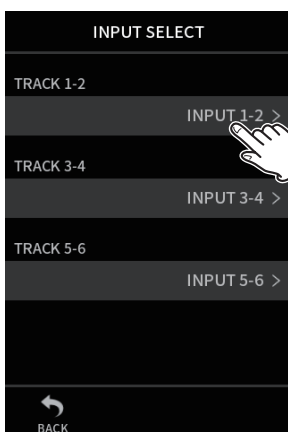 INPUT SELECT
TRACK 1-2
INPUT 1-2 >
TRACK 3-4
INPUT 3-4 >
TRACK 5-6
INPUT 5-6 >
BACK